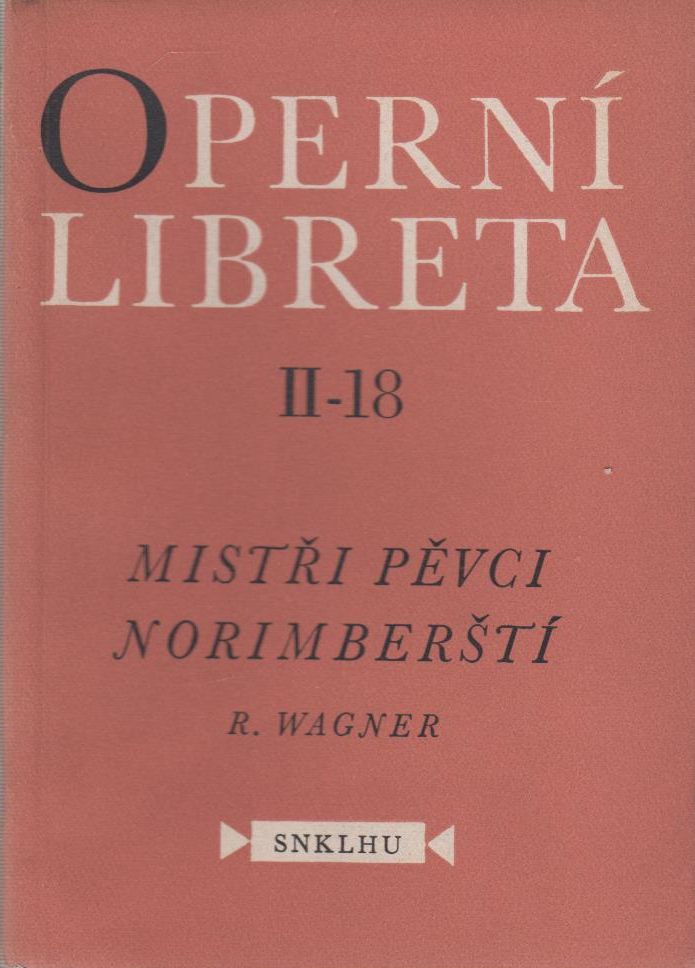 OPERNÍ
LIBRETA
II-18
MISTŘI PĚVCI
NORIMBERŠTÍ
R. WAGNER
SNKLHU